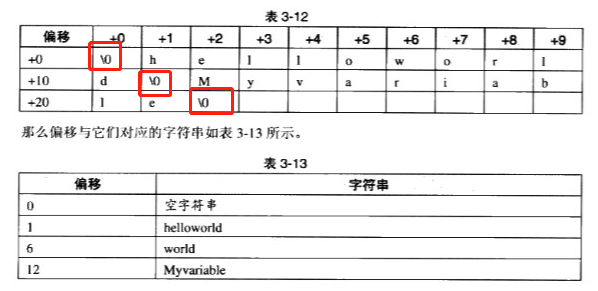 表 3-12
偏移 +0 +1 +2 +3 +4 +5 +6 +7 +8 +9
+0 \0 h e l l o w o r l
+10 d \0 M y v a r i a b
+20 l e \0
那么偏移与它们对应的字符串如表 3-13 所示。
表 3-13
偏移 字符串
0 空字符串
1 helloworld
6 world
12 Myvariable